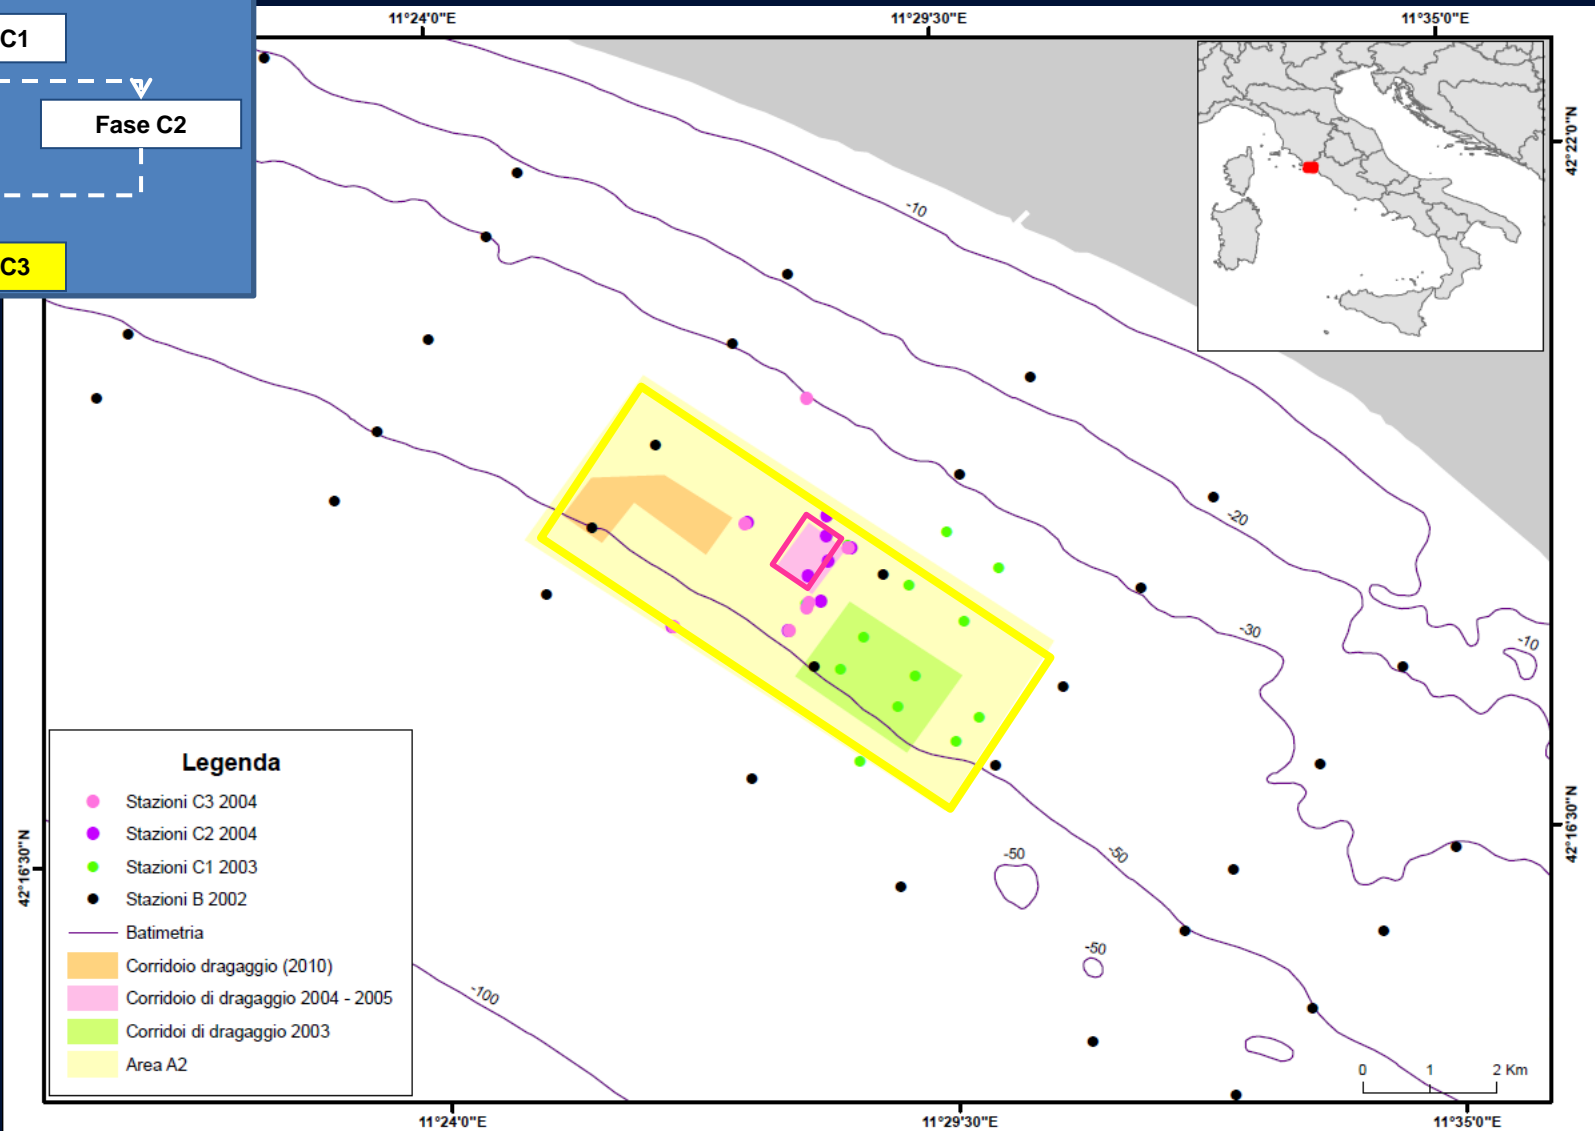 C1
Fase C2
C3
11°24'0"E
11°29'30"E
11°35'0"E
42°22'0"N
-10
-20
-30
-10
-50
-50
-50
-100
42°16'30"N
42°16'30"N
Legenda
Stazioni C3 2004
Stazioni C2 2004
Stazioni C1 2003
Stazioni B 2002
Batimetria
Corridoio dragaggio (2010)
Corridoio di dragaggio 2004 - 2005
Corridoi di dragaggio 2003
Area A2
0 1 2 Km
11°24'0"E
11°29'30"E
11°35'0"E